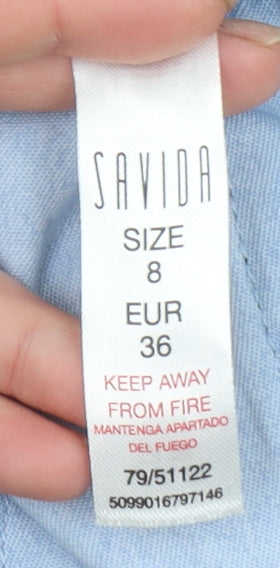 SAVIDA
SIZE
8
EUR
36
KEEP AWAY
FROM FIRE
MANTENGA APARTADO
DEL FUEGO
79/51122
5099016797146